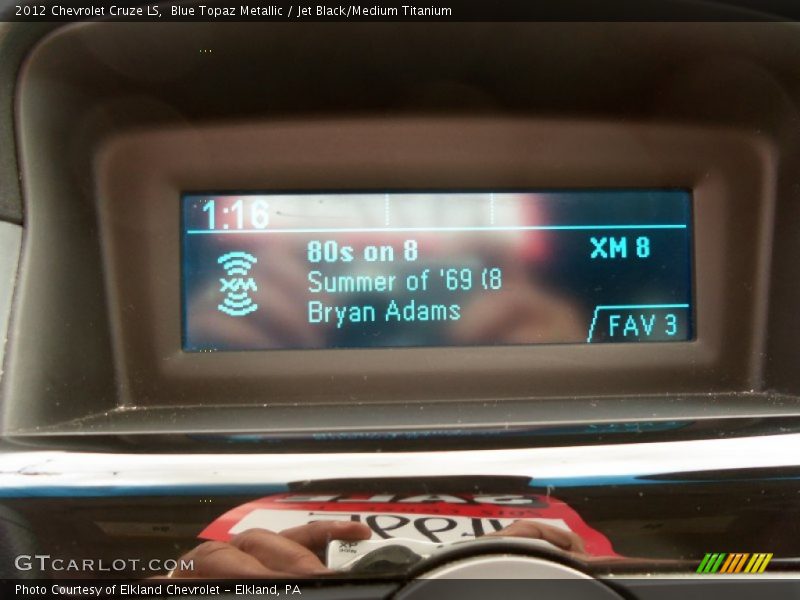 2012 Chevrolet Cruze LS,  Blue Topaz Metallic / Jet Black/Medium Titanium
1:16
80s on 8
XM 8
XM
Summer of '69 (8
Bryan Adams
FAV 3
GTCARLOT.COM
Photo Courtesy of Elkland Chevrolet - Elkland, PA